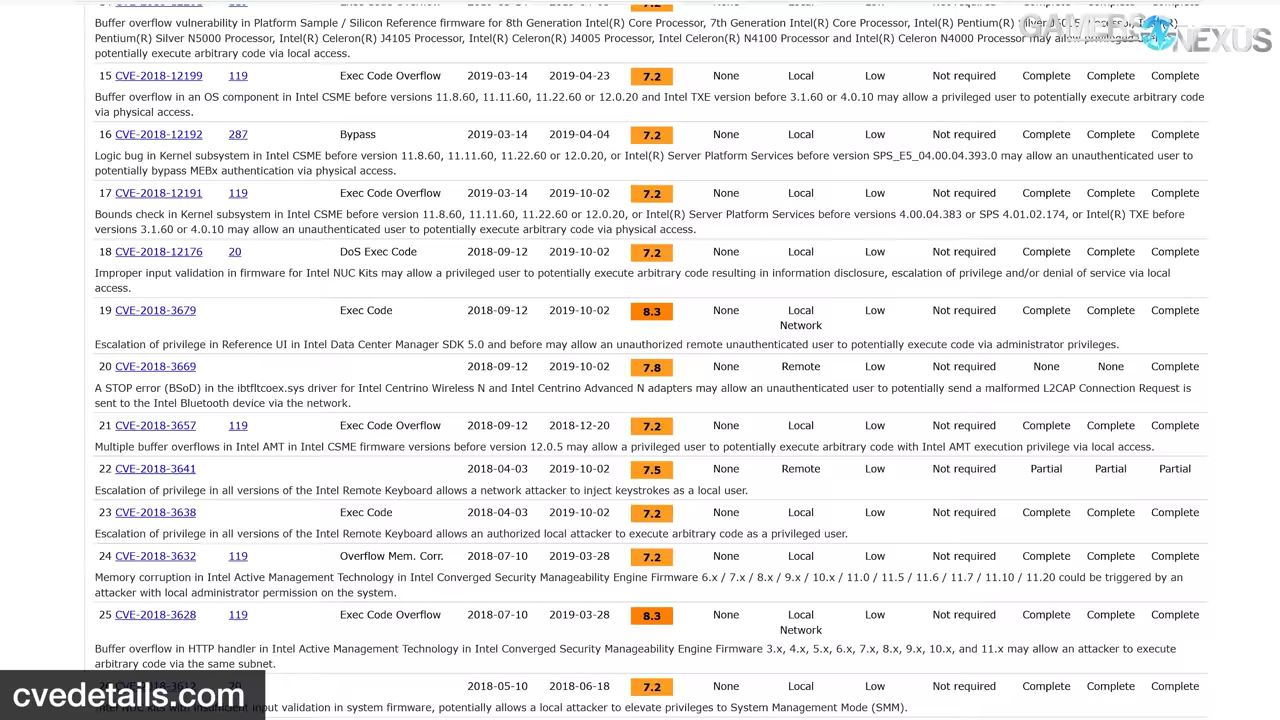 Buffer overflow vulnerability in Platform Sample / Silicon Reference firmware for 8th Generation Intel(R) Core Processor, 7th Generation Intel(R) Core Processor, Intel(R) Pentium(R)
Pentium(R) Silver N5000 Processor, Intel(R) Celeron(R) J4105 Processor, Intel(R) Celeron(R) J4005 Processor, Intel Celeron(R) N4100 Processor and Intel(R) Celeron N4000 Processor may allow privileged user to
potentially execute arbitrary code via local access.
GAMERS NEXUS
15 CVE-2018-12199 119 Exec Code Overflow 2019-03-14 2019-04-23 7.2 None Local Low Not required Complete Complete Complete
Buffer overflow in an OS component in Intel CSME before versions 11.8.60, 11.11.60, 11.22.60 or 12.0.20 and Intel TXE version before 3.1.60 or 4.0.10 may allow a privileged user to potentially execute arbitrary code
via physical access.
16 CVE-2018-12192 287 Bypass 2019-03-14 2019-04-04 7.2 None Local Low Not required Complete Complete Complete
Logic bug in Kernel subsystem in Intel CSME before version 11.8.60, 11.11.60, 11.22.60 or 12.0.20, or Intel(R) Server Platform Services before version SPS_E5_04.00.04.393.0 may allow an unauthenticated user to
potentially bypass MEBx authentication via physical access.
17 CVE-2018-12191 119 Exec Code Overflow 2019-03-14 2019-10-02 7.2 None Local Low Not required Complete Complete Complete
Bounds check in Kernel subsystem in Intel CSME before version 11.8.60, 11.11.60, 11.22.60 or 12.0.20, or Intel(R) Server Platform Services before versions 4.00.04.383 or SPS 4.01.02.174, or Intel(R) TXE before
versions 3.1.60 or 4.0.10 may allow an unauthenticated user to potentially execute arbitrary code via physical access.
18 CVE-2018-12176 20 DoS Exec Code 2018-09-12 2019-10-02 7.2 None Local Low Not required Complete Complete Complete
Improper input validation in firmware for Intel NUC Kits may allow a privileged user to potentially execute arbitrary code resulting in information disclosure, escalation of privilege and/or denial of service via local
access.
19 CVE-2018-3679 Exec Code 2018-09-12 2019-10-02 8.3 None Local Low Not required Complete Complete Complete
Network
Escalation of privilege in Reference UI in Intel Data Center Manager SDK 5.0 and before may allow an unauthorized remote unauthenticated user to potentially execute code via administrator privileges.
20 CVE-2018-3669 2018-09-12 2019-10-02 7.8 None Remote Low Not required None None Complete
A STOP error (BSoD) in the ibtfltcoex.sys driver for Intel Centrino Wireless N and Intel Centrino Advanced N adapters may allow an unauthenticated user to potentially send a malformed L2CAP Connection Request is
sent to the Intel Bluetooth device via the network.
21 CVE-2018-3657 119 Exec Code Overflow 2018-09-12 2018-12-20 7.2 None Local Low Not required Complete Complete Complete
Multiple buffer overflows in Intel AMT in Intel CSME firmware versions before version 12.0.5 may allow a privileged user to potentially execute arbitrary code with Intel AMT execution privilege via local access.
22 CVE-2018-3641 2018-04-03 2019-10-02 7.5 None Remote Low Not required Partial Partial Partial
Escalation of privilege in all versions of the Intel Remote Keyboard allows a network attacker to inject keystrokes as a local user.
23 CVE-2018-3638 Exec Code 2018-04-03 2019-10-02 7.2 None Local Low Not required Complete Complete Complete
Escalation of privilege in all versions of the Intel Remote Keyboard allows an authorized local attacker to execute arbitrary code as a privileged user.
24 CVE-2018-3632 119 Overflow Mem. Corr. 2018-07-10 2019-03-28 7.2 None Local Low Not required Complete Complete Complete
Memory corruption in Intel Active Management Technology in Intel Converged Security Manageability Engine Firmware 6.x / 7.x / 8.x / 9.x / 10.x / 11.0 / 11.5 / 11.6 / 11.7 / 11.10 / 11.20 could be triggered by an
attacker with local administrator permission on the system.
25 CVE-2018-3628 119 Exec Code Overflow 2018-07-10 2019-03-28 8.3 None Local Low Not required Complete Complete Complete
Network
Buffer overflow in HTTP handler in Intel Active Management Technology in Intel Converged Security Manageability Engine Firmware 3.x, 4.x, 5.x, 6.x, 7.x, 8.x, 9.x, 10.x, and 11.x may allow an attacker to execute
arbitrary code via the same subnet.
2018-05-10 2018-06-18 7.2 None Local Low Not required Complete Complete Complete
input validation in system firmware, potentially allows a local attacker to elevate privileges to System Management Mode (SMM).
cvedetails.com